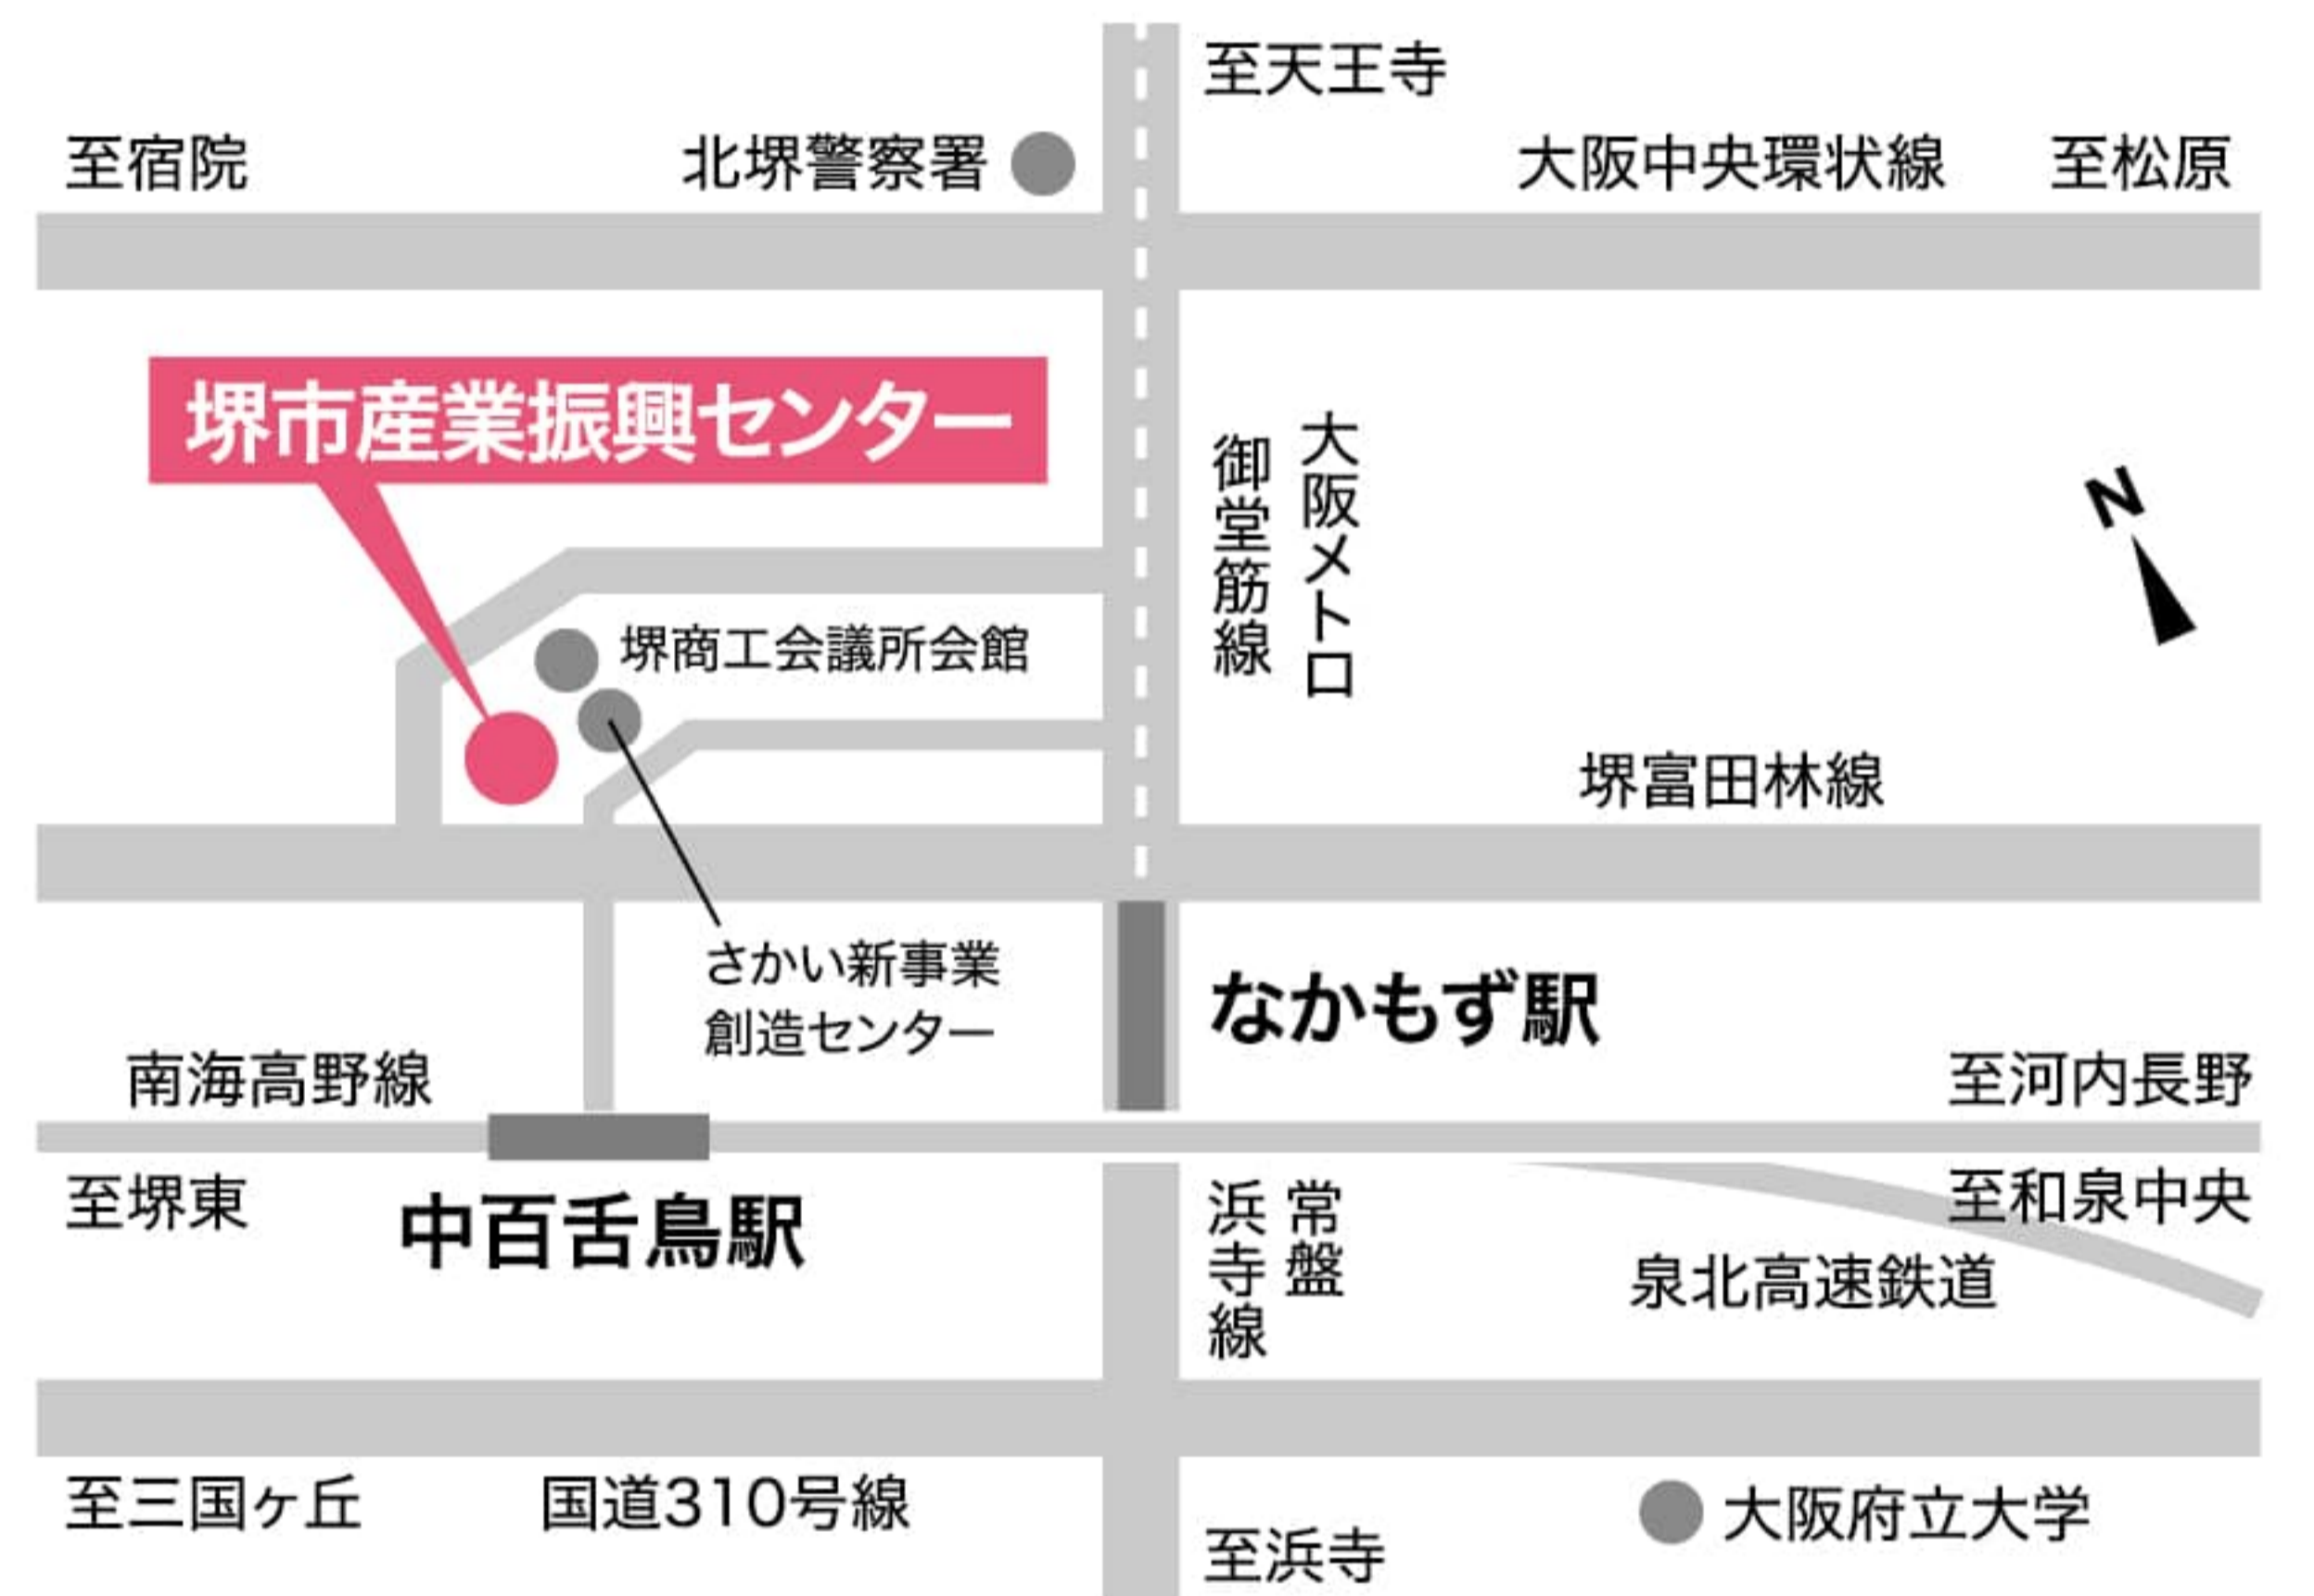 至天王寺
至宿院
北堺警察署
大阪中央環状線
至松原
堺市産業振興センター
大阪メトロ
御堂筋線
N
堺商工会議所会館
堺富田林線
さかい新事業
創造センター
なかもず駅
南海高野線
至河内長野
至堺東
中百舌鳥駅
常盤
浜寺線
至和泉中央
泉北高速鉄道
至三国ヶ丘
国道310号線
大阪府立大学
至浜寺